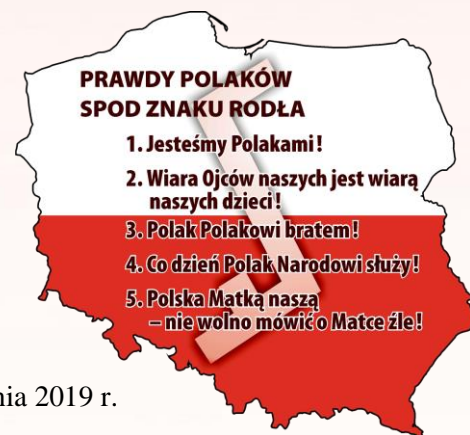 PRAWDY POLAKÓW
SPOD ZNAKU RODŁA
1. Jesteśmy Polakami!
2. Wiara Ojców naszych jest wiarą
naszych dzieci!
3. Polak Polakowi bratem!
4. Co dzień Polak Narodowi służy!
5. Polska Matką naszą
– nie wolno mówić o Matce źle!
2019 r.